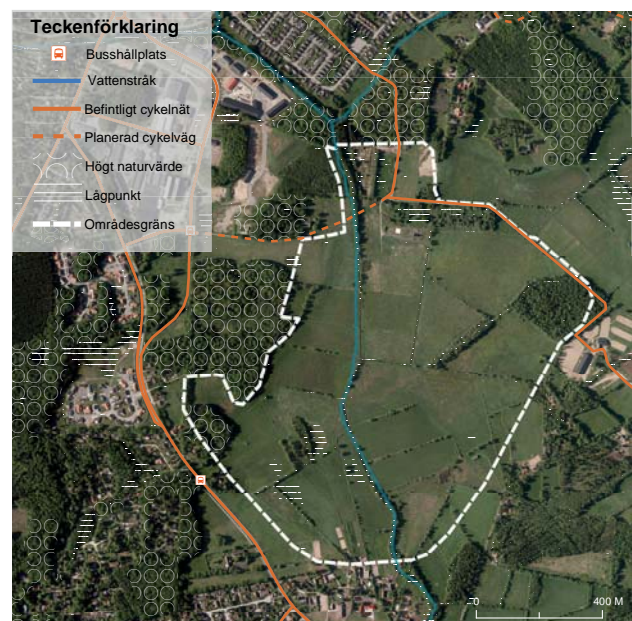 Teckenförklaring
Busshållplats
Vattenstråk
Befintligt cykelnät
Planerad cykelväg
Högt naturvärde
Lågpunkt
Områdesgräns
0 400 M